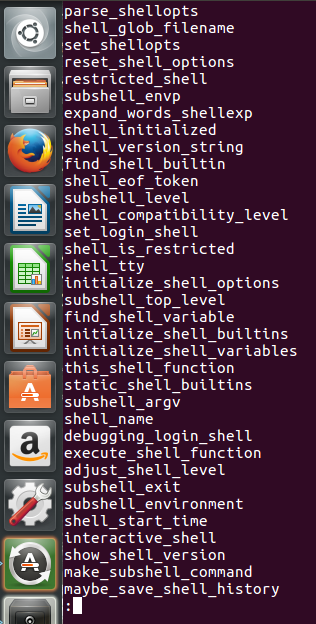 parse_shellopts
shell_glob_filename
set_shellopts
reset_shell_options
restricted_shell
subshell_envp
expand_words_shellexp
shell_initialized
shell_version_string
find_shell_builtin
shell_eof_token
subshell_level
shell_compatibility_level
set_login_shell
shell_is_restricted
shell_tty
initialize_shell_options
subshell_top_level
find_shell_variable
initialize_shell_builtins
initialize_shell_variables
this_shell_function
static_shell_builtins
subshell_argv
shell_name
debugging_login_shell
execute_shell_function
adjust_shell_level
subshell_exit
subshell_environment
shell_start_time
interactive_shell
show_shell_version
make_subshell_command
maybe_save_shell_history
: